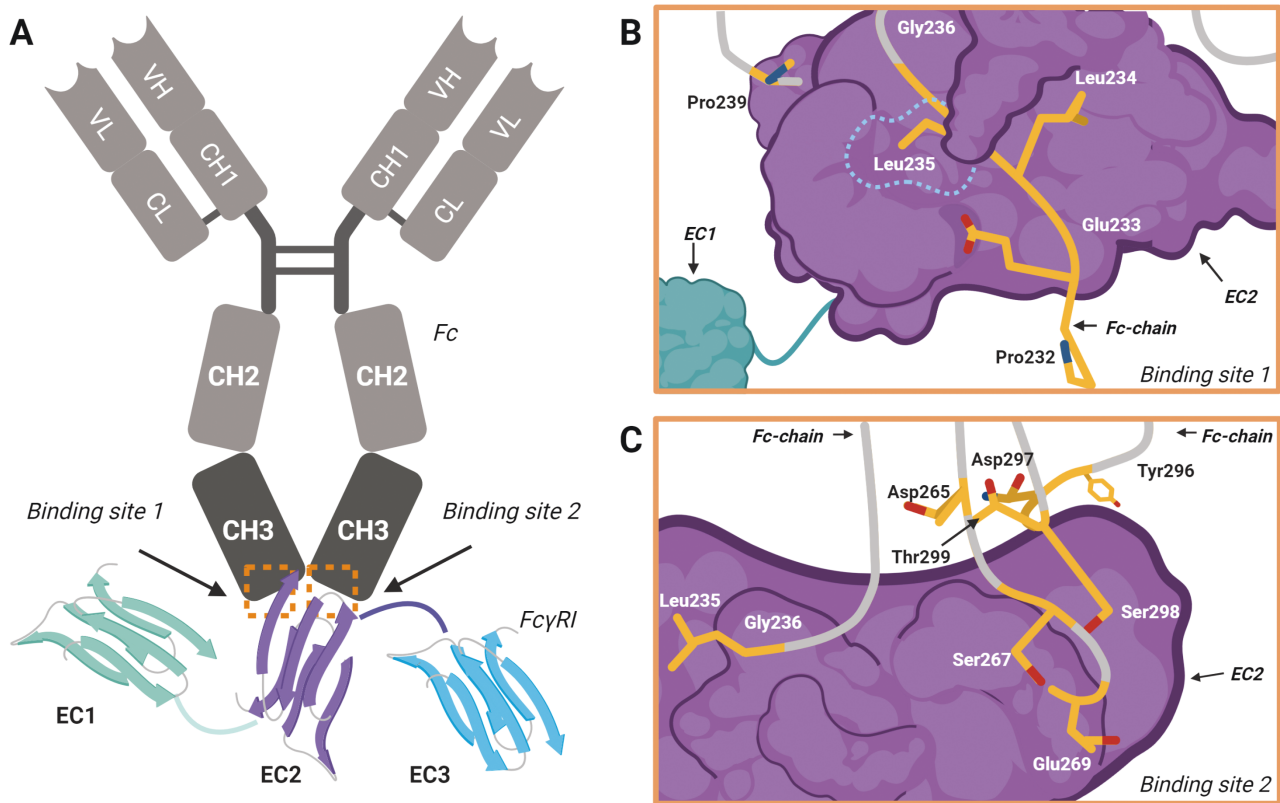 A
VH
VL
CH1
CL
VH
VL
CH1
CL
Fc
CH2
CH2
CH3
CH3
Binding site 1
Binding site 2
FcγRI
EC1
EC2
EC3
B
Gly236
Leu234
Pro239
Leu235
Glu233
EC1
EC2
Fc-chain
Pro232
Binding site 1
C
Fc-chain
Fc-chain
Asp297
Tyr296
Asp265
Thr299
Leu235
Gly236
Ser298
Ser267
EC2
Glu269
Binding site 2